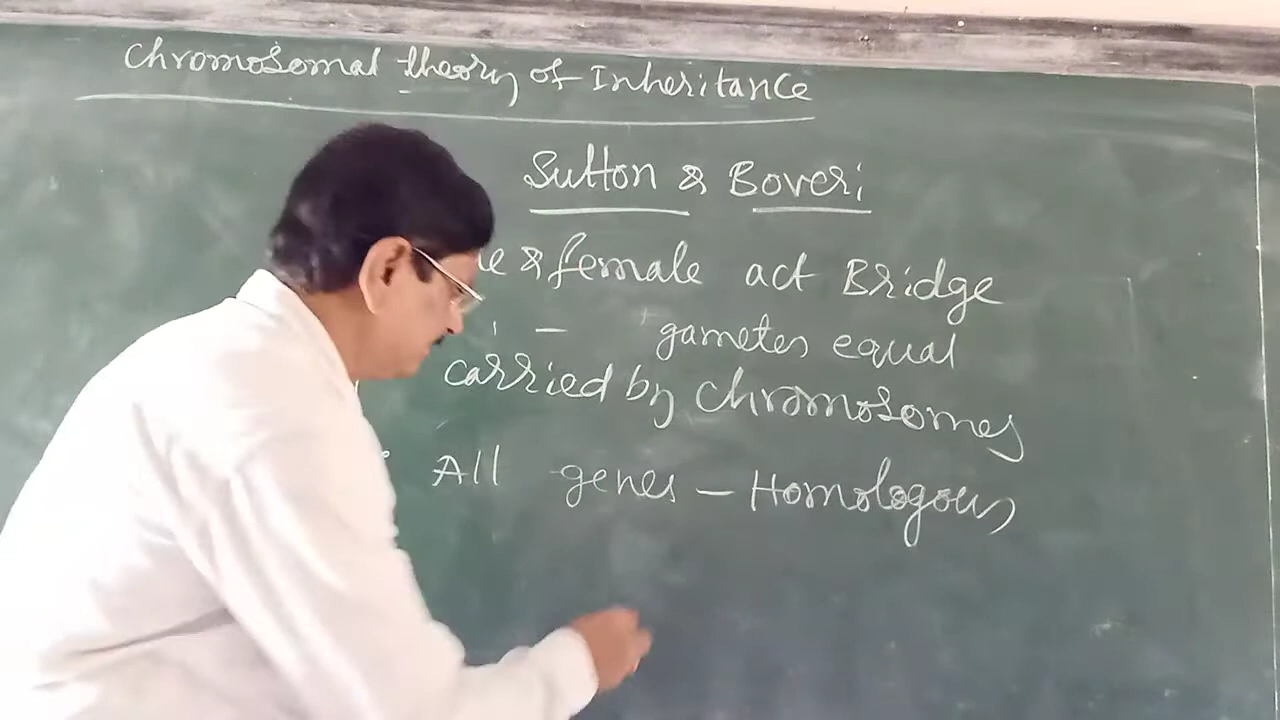 Chromosomal theory of Inheritance
Sutton & Boveri
& female act Bridge
— gametes equal
carried by Chromosomes
All genes — Homologous